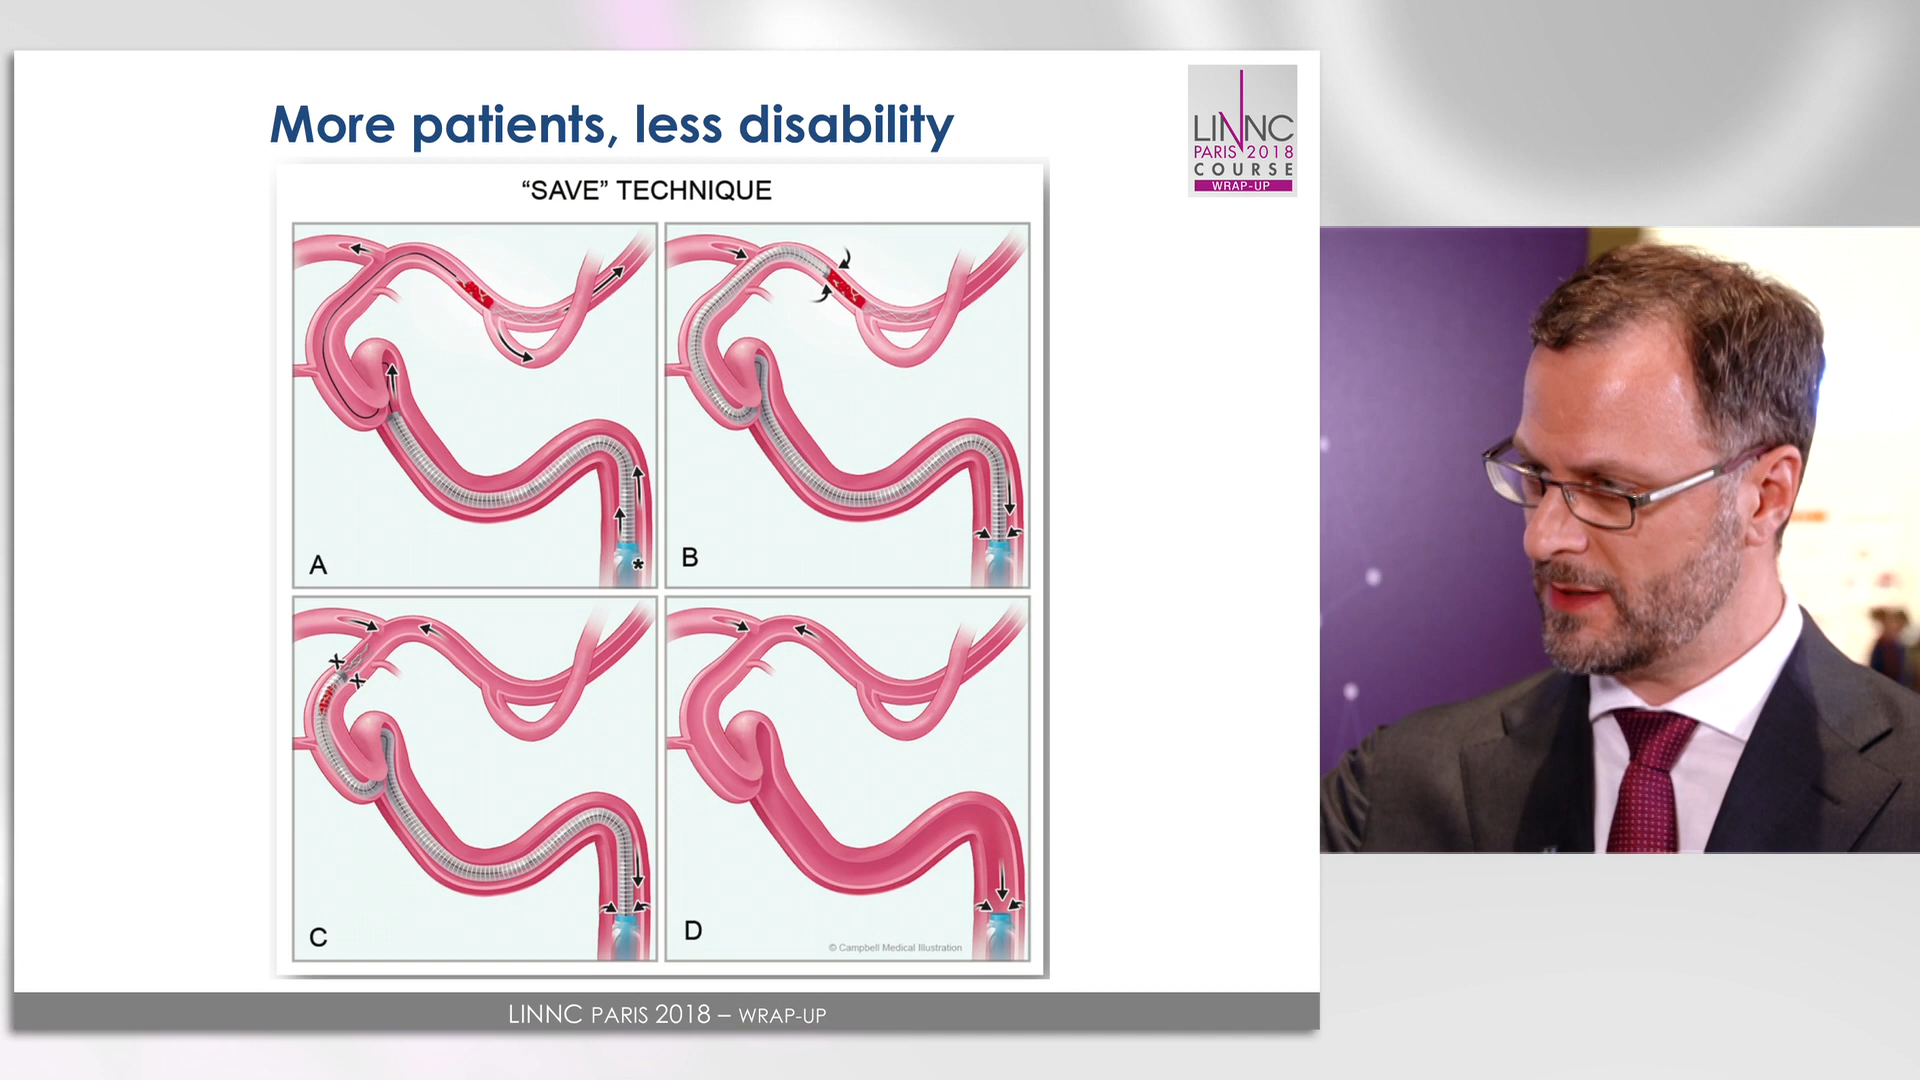 More patients, less disability
LINNC
PARIS 2018
COURSE
WRAP-UP
“SAVE” TECHNIQUE
A
*
B
x
x
C
D
© Campbell Medical Illustration
LINNC PARIS 2018 – WRAP-UP